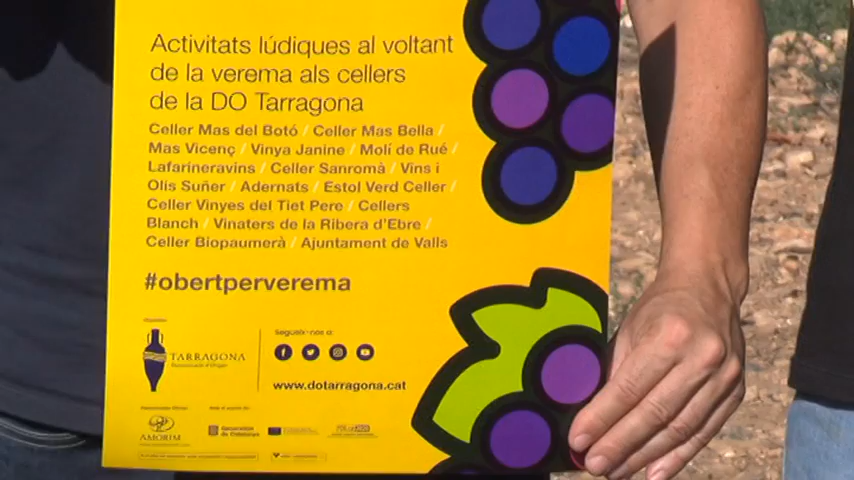 Activitats lúdiques al voltant
de la verema als cellers
de la DO Tarragona
Celler Mas del Botó / Celler Mas Bella /
Mas Vicenç / Vinya Janine / Molí de Rué /
Lafarineravins / Celler Sanromà / Vins i
Olis Suñer / Adernats / Estol Verd Celler /
Celler Vinyes del Tiet Pere / Cellers
Blanch / Vinaters de la Ribera d'Ebre /
Celler Biopaumerà / Ajuntament de Valls
#obertperverema
Segueix-nos a:
TARRAGONA
www.dotarragona.cat
AMORIM
Generalitat
de Catalunya